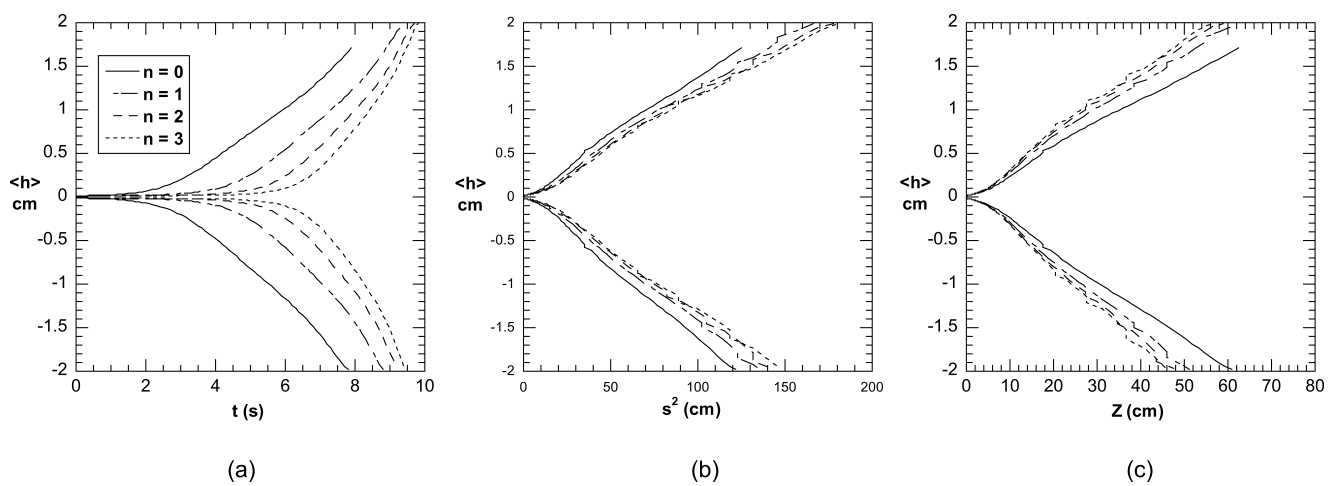 2
1.5
1
0.5
0
-0.5
-1
-1.5
-2
<h>
cm
n = 0
n = 1
n = 2
n = 3
0 2 4 6 8 10
t (s)
(a)
2
1.5
1
0.5
0
-0.5
-1
-1.5
-2
<h>
cm
0 50 100 150 200
s² (cm)
(b)
2
1.5
1
0.5
0
-0.5
-1
-1.5
-2
<h>
cm
0 10 20 30 40 50 60 70 80
Z (cm)
(c)